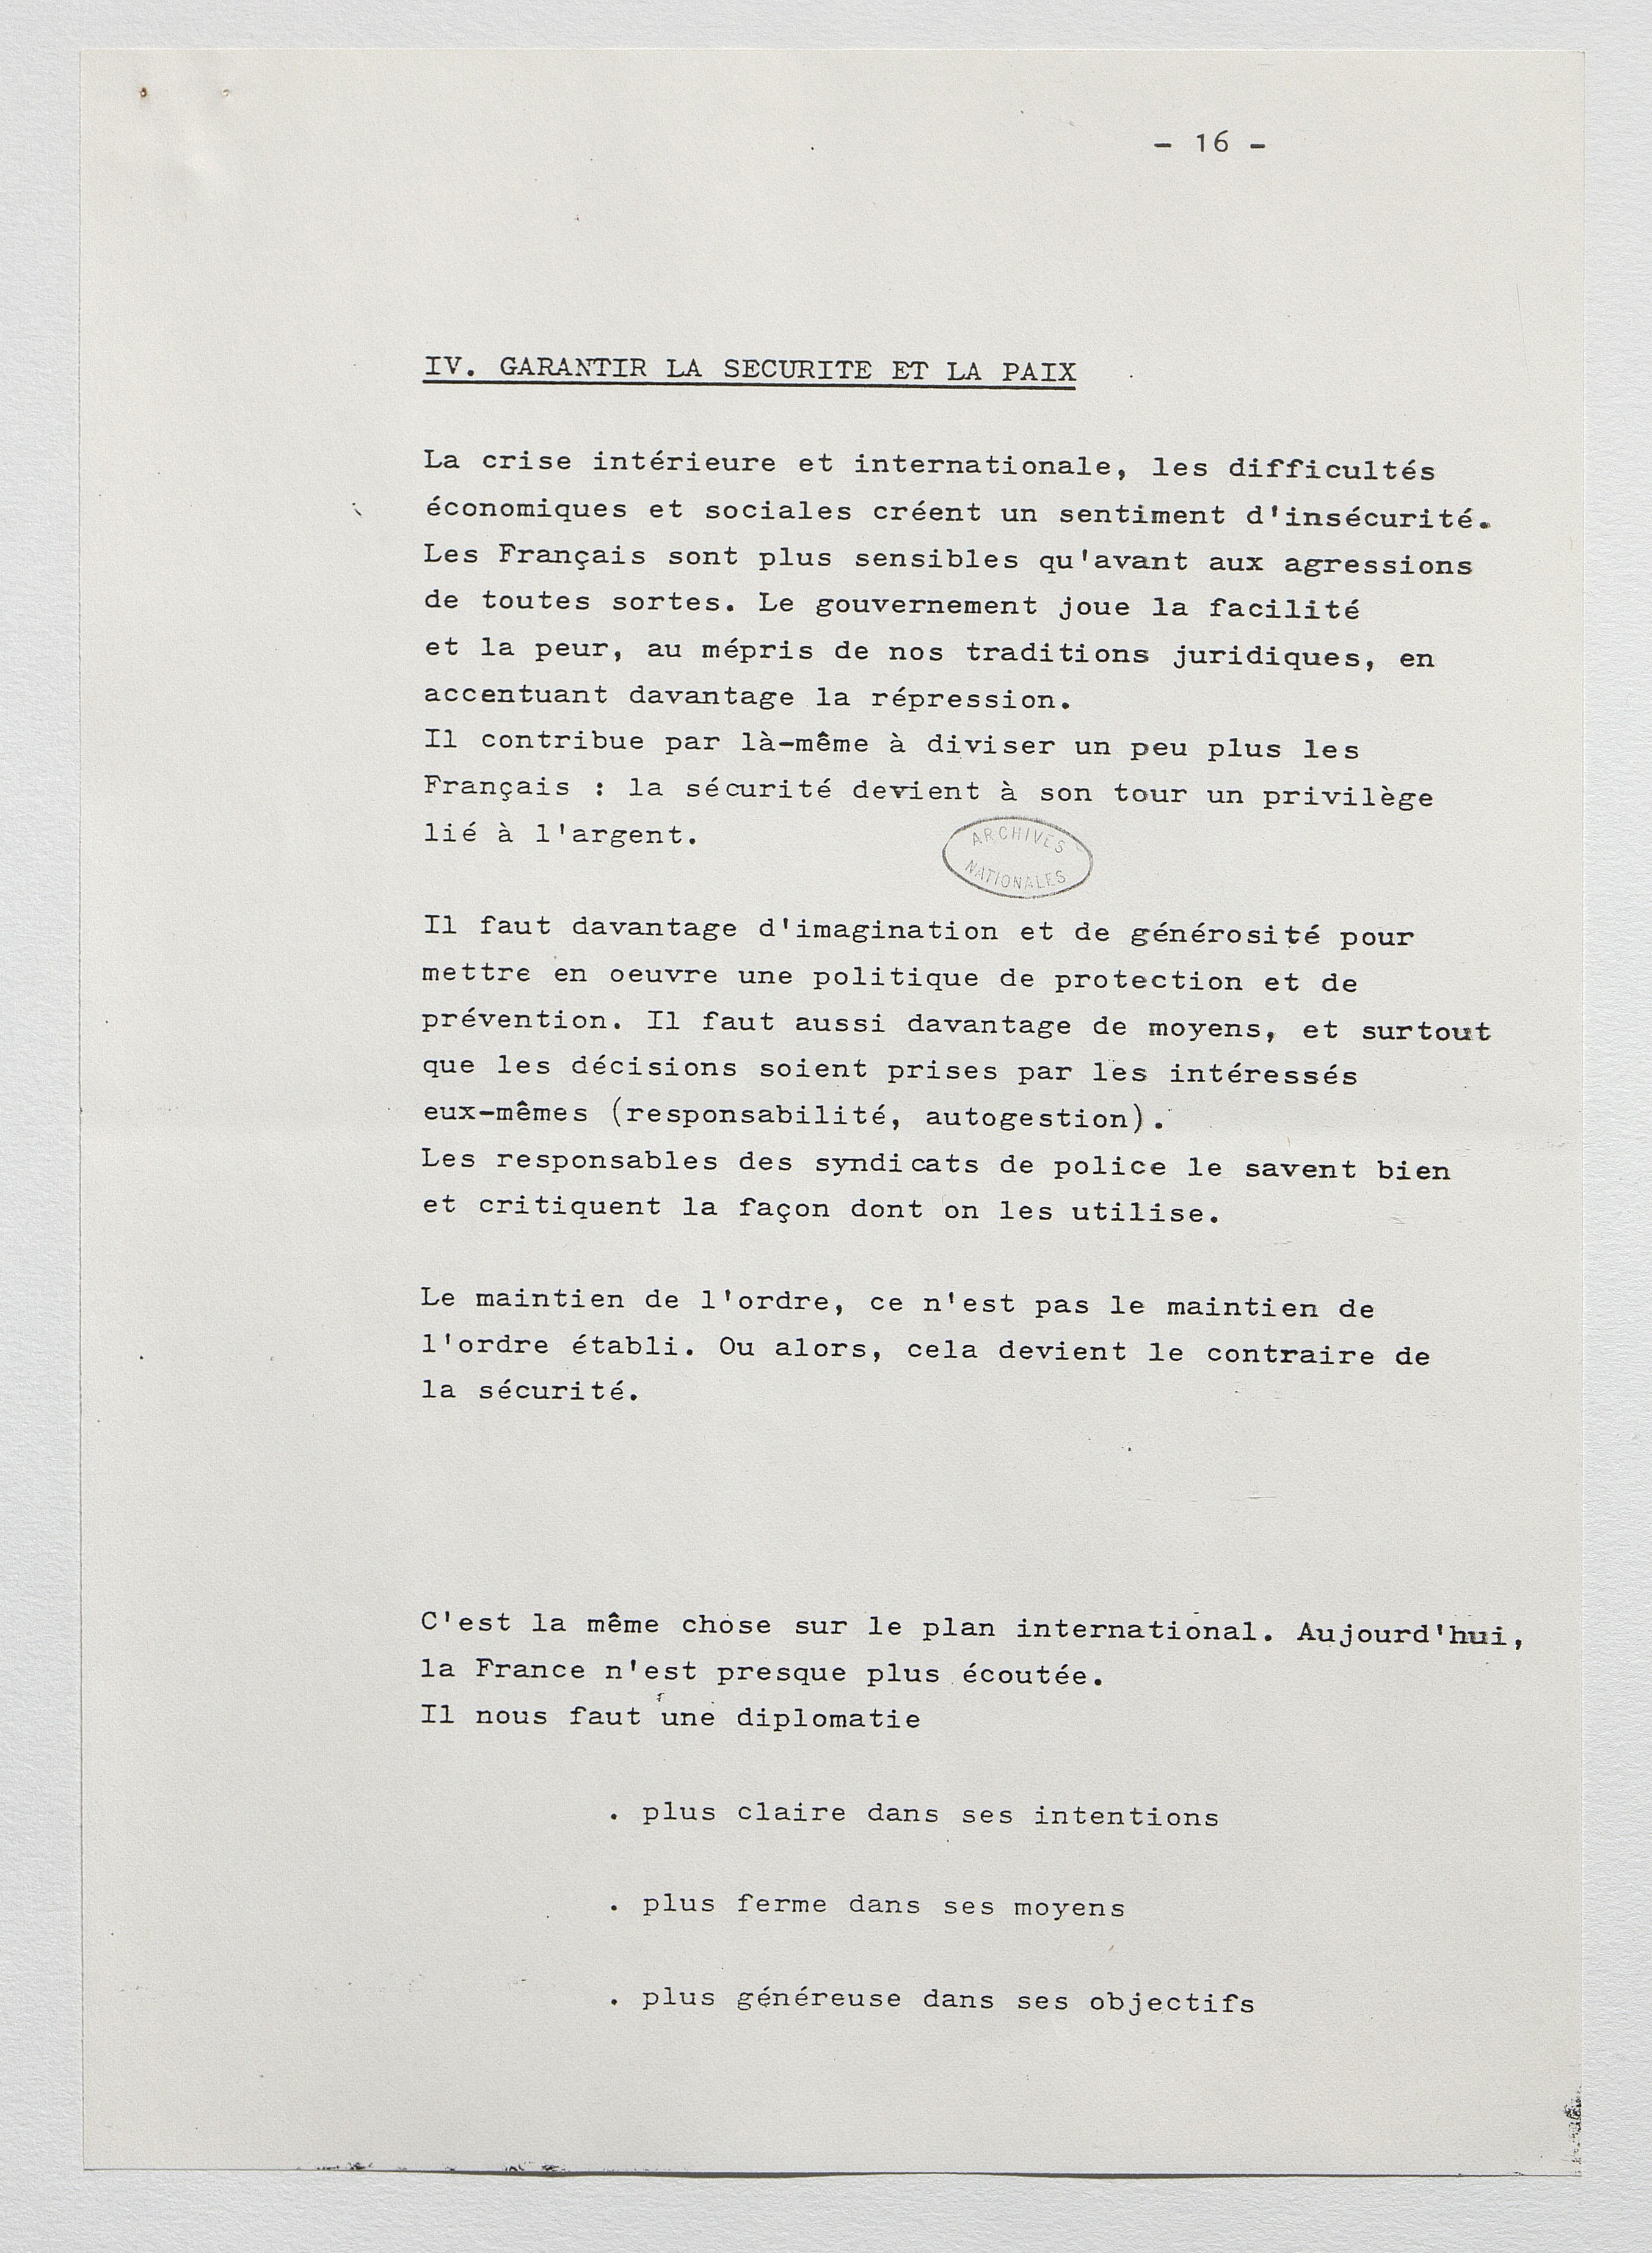 - 16 -
IV. GARANTIR LA SECURITE ET LA PAIX
La crise intérieure et internationale, les difficultés
économiques et sociales créent un sentiment d'insécurité.
Les Français sont plus sensibles qu'avant aux agressions
de toutes sortes. Le gouvernement joue la facilité
et la peur, au mépris de nos traditions juridiques, en
accentuant davantage la répression.
Il contribue par là-même à diviser un peu plus les
Français : la sécurité devient à son tour un privilège
lié à l'argent.
ARCHIVES
NATIONALES
Il faut davantage d'imagination et de générosité pour
mettre en oeuvre une politique de protection et de
prévention. Il faut aussi davantage de moyens, et surtout
que les décisions soient prises par les intéressés
eux-mêmes (responsabilité, autogestion).
Les responsables des syndicats de police le savent bien
et critiquent la façon dont on les utilise.
Le maintien de l'ordre, ce n'est pas le maintien de
l'ordre établi. Ou alors, cela devient le contraire de
la sécurité.
C'est la même chose sur le plan international. Aujourd'hui,
la France n'est presque plus écoutée.
Il nous faut une diplomatie
. plus claire dans ses intentions
. plus ferme dans ses moyens
. plus généreuse dans ses objectifs